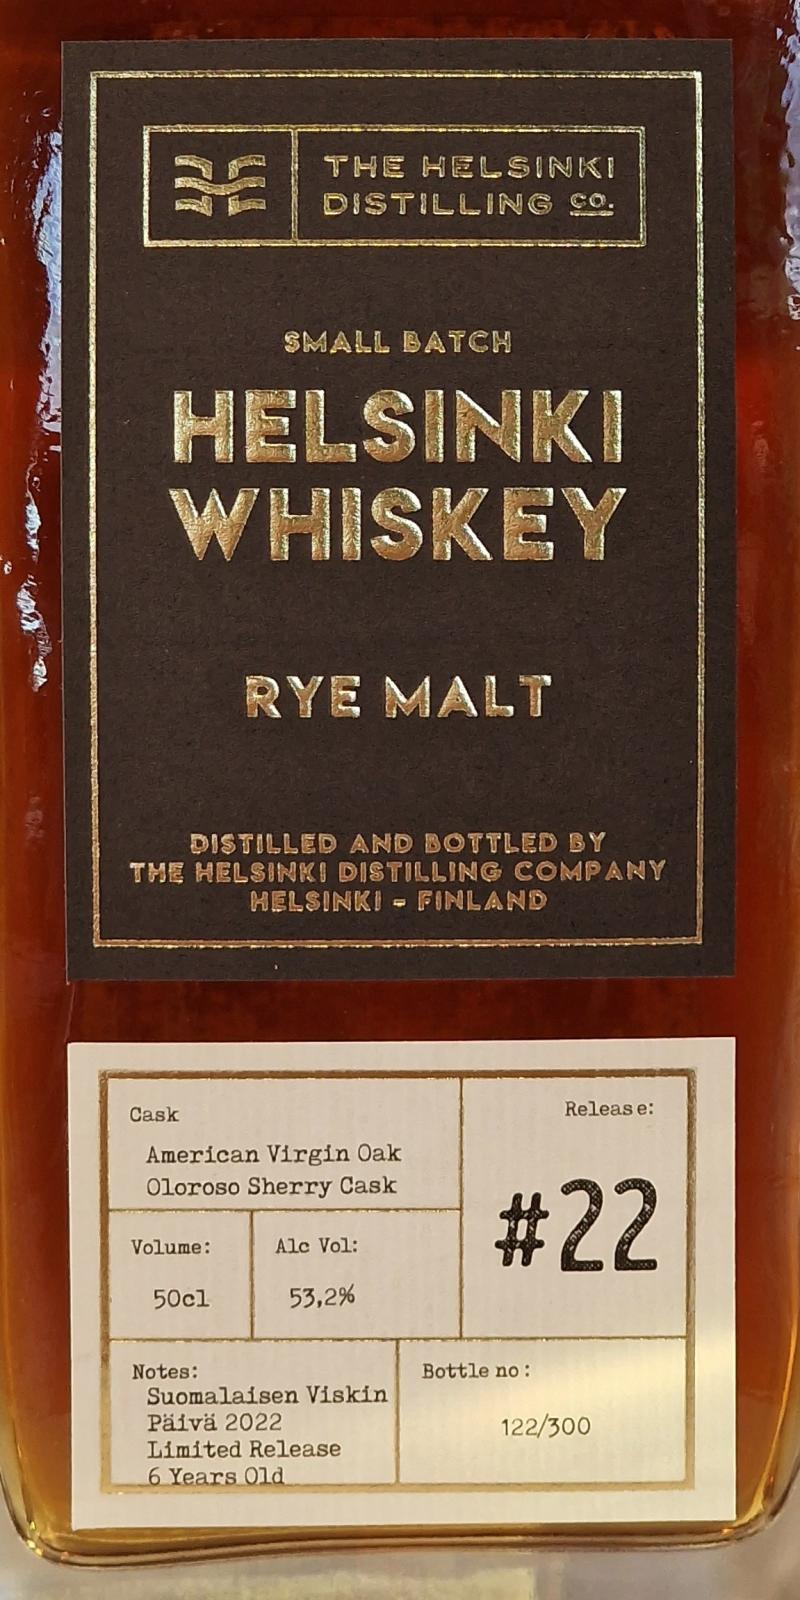 THE HELSINKI
DISTILLING CO.
SMALL BATCH
HELSINKI
WHISKEY
RYE MALT
DISTILLED AND BOTTLED BY
THE HELSINKI DISTILLING COMPANY
HELSINKI - FINLAND
Cask
American Virgin Oak
Oloroso Sherry Cask
Release:
#22
Volume:
50cl
Alc Vol:
53,2%
Notes:
Suomalaisen Viskin
Päivä 2022
Limited Release
6 Years Old
Bottle no:
122/300